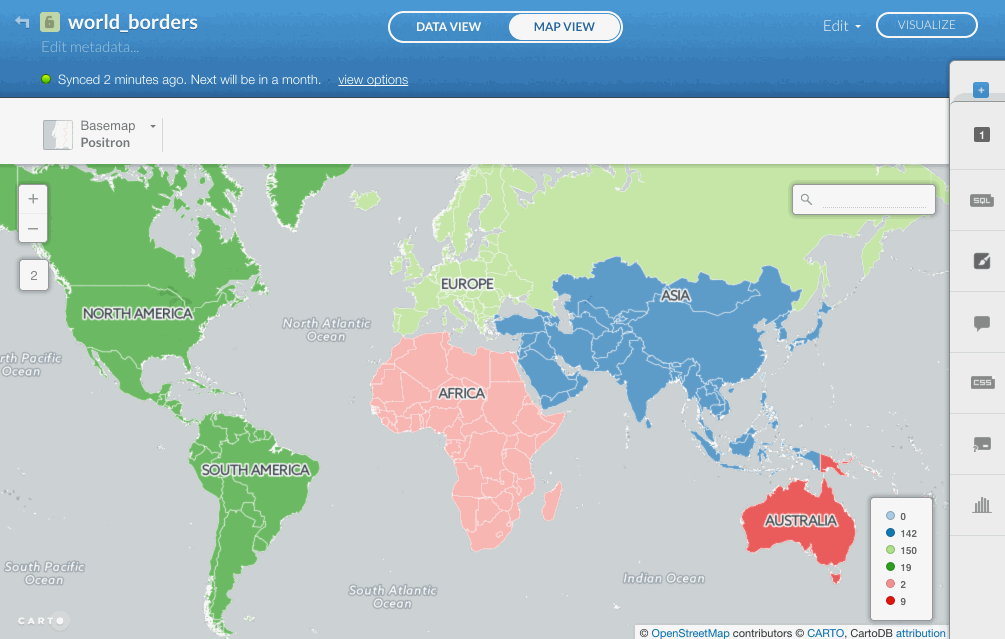 world_borders
DATA VIEW
MAP VIEW
Edit
VISUALIZE
Edit metadata...
Synced 2 minutes ago. Next will be in a month. view options
Basemap
Positron
+
1
SQL
CSS
+
−
2
EUROPE
ASIA
NORTH AMERICA
North Atlantic
Ocean
rth Pacific
Ocean
AFRICA
SOUTH AMERICA
AUSTRALIA
0
142
150
19
2
9
South Pacific
Ocean
South Atlantic
Ocean
Indian Ocean
CARTO
© OpenStreetMap contributors © CARTO, CartoDB attribution